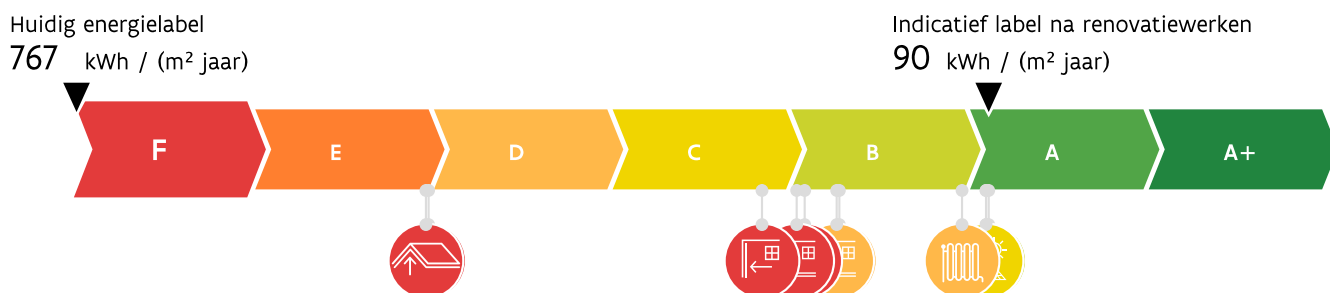 Huidig energielabel
767 kWh / (m² jaar)
Indicatief label na renovatiewerken
90 kWh / (m² jaar)
F E D C B A A+